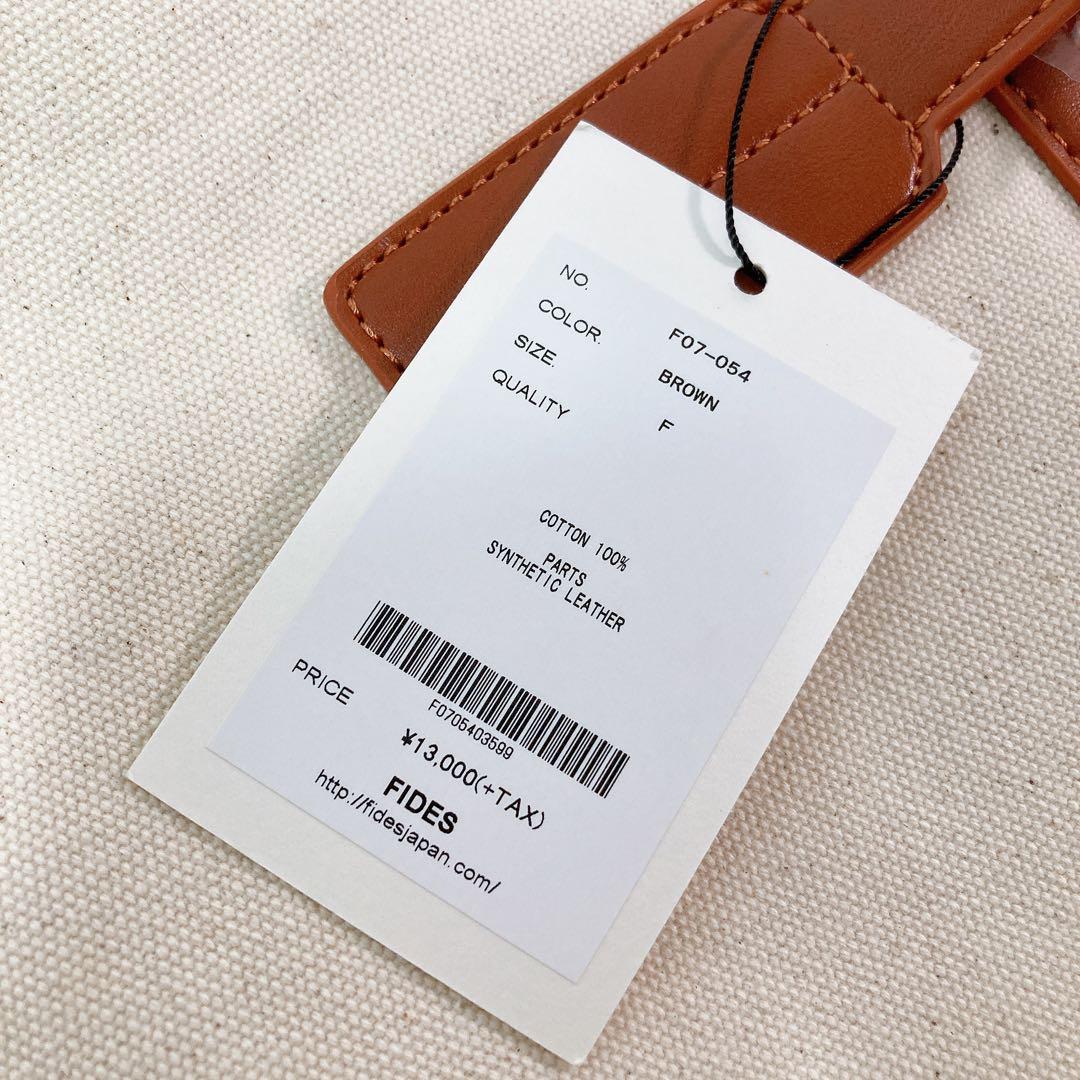 NO. F07-054
COLOR. BROWN
SIZE. F
QUALITY
COTTON 100%
PARTS
SYNTHETIC LEATHER
F0705403599
PRICE ¥13,000(+TAX)
FIDES
http://fidesjapan.com/